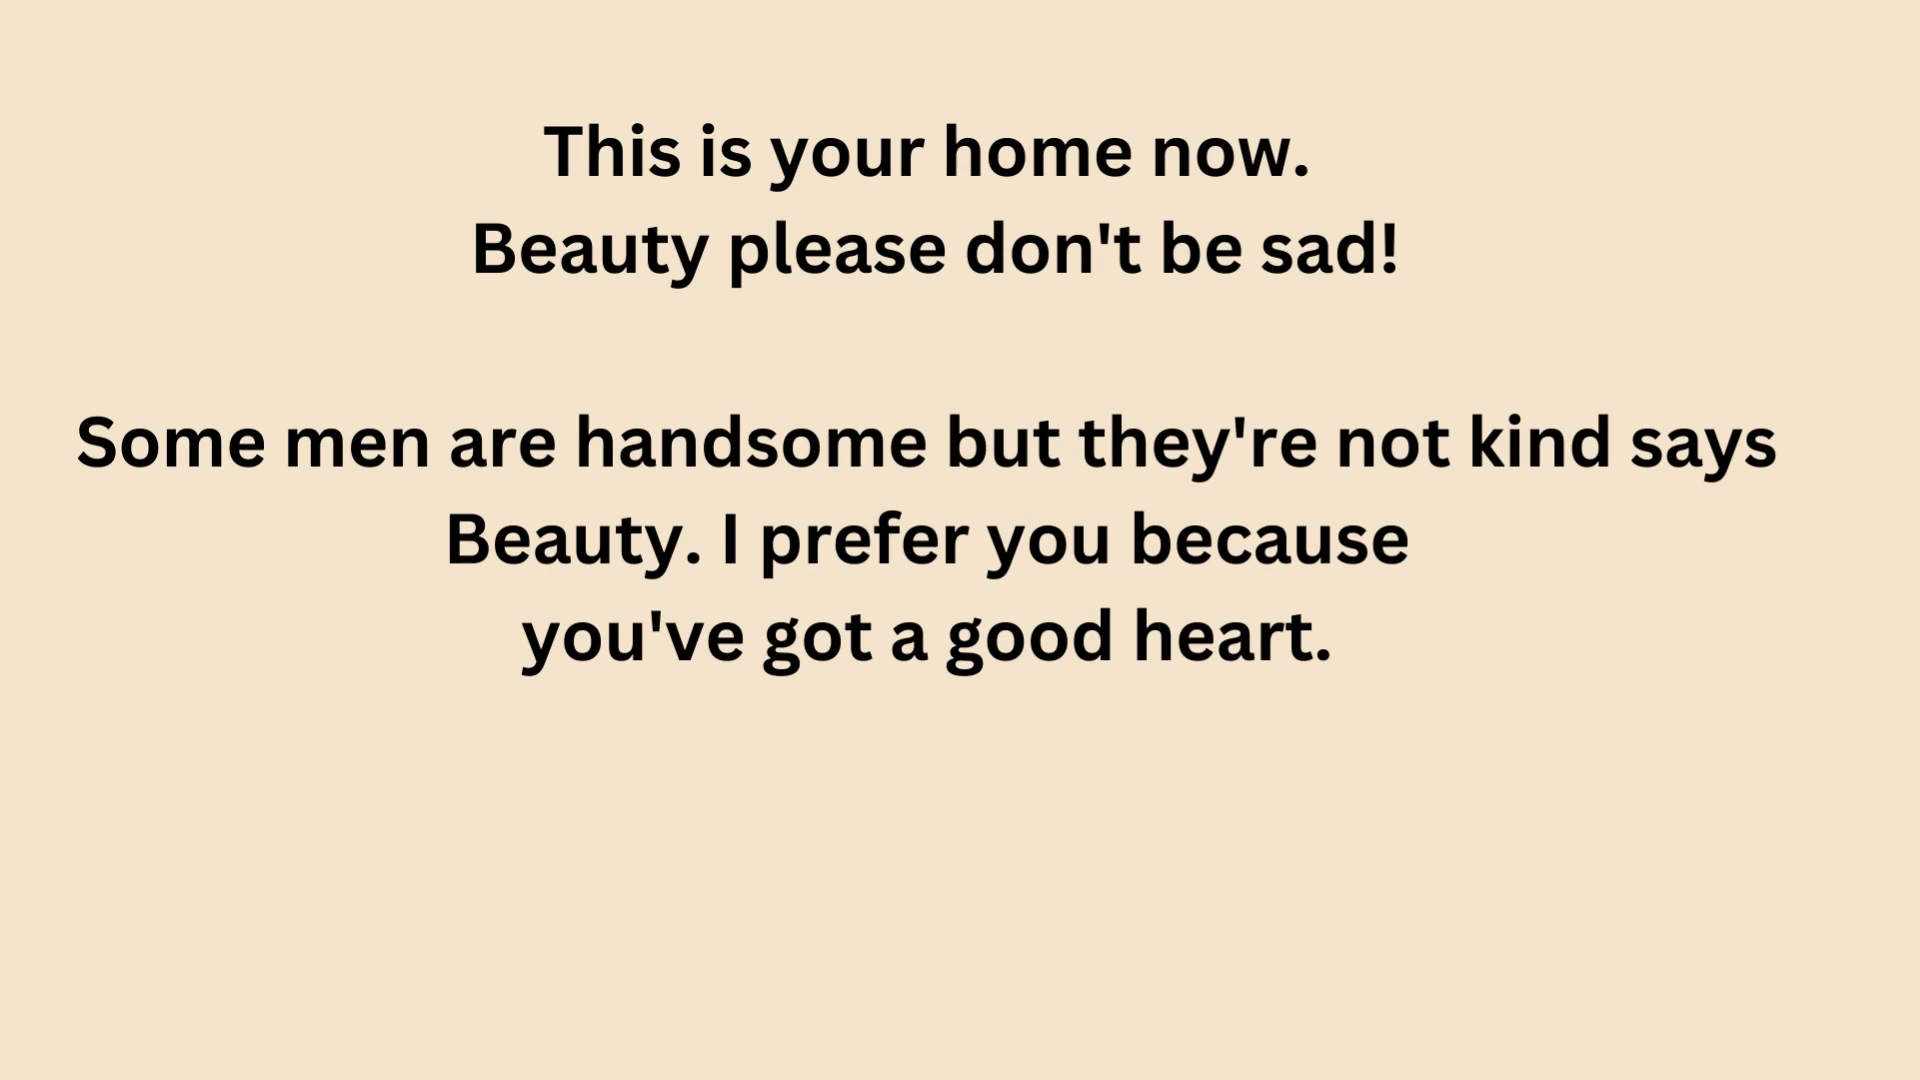 This is your home now.
Beauty please don't be sad!
Some men are handsome but they're not kind says
Beauty. I prefer you because
you've got a good heart.